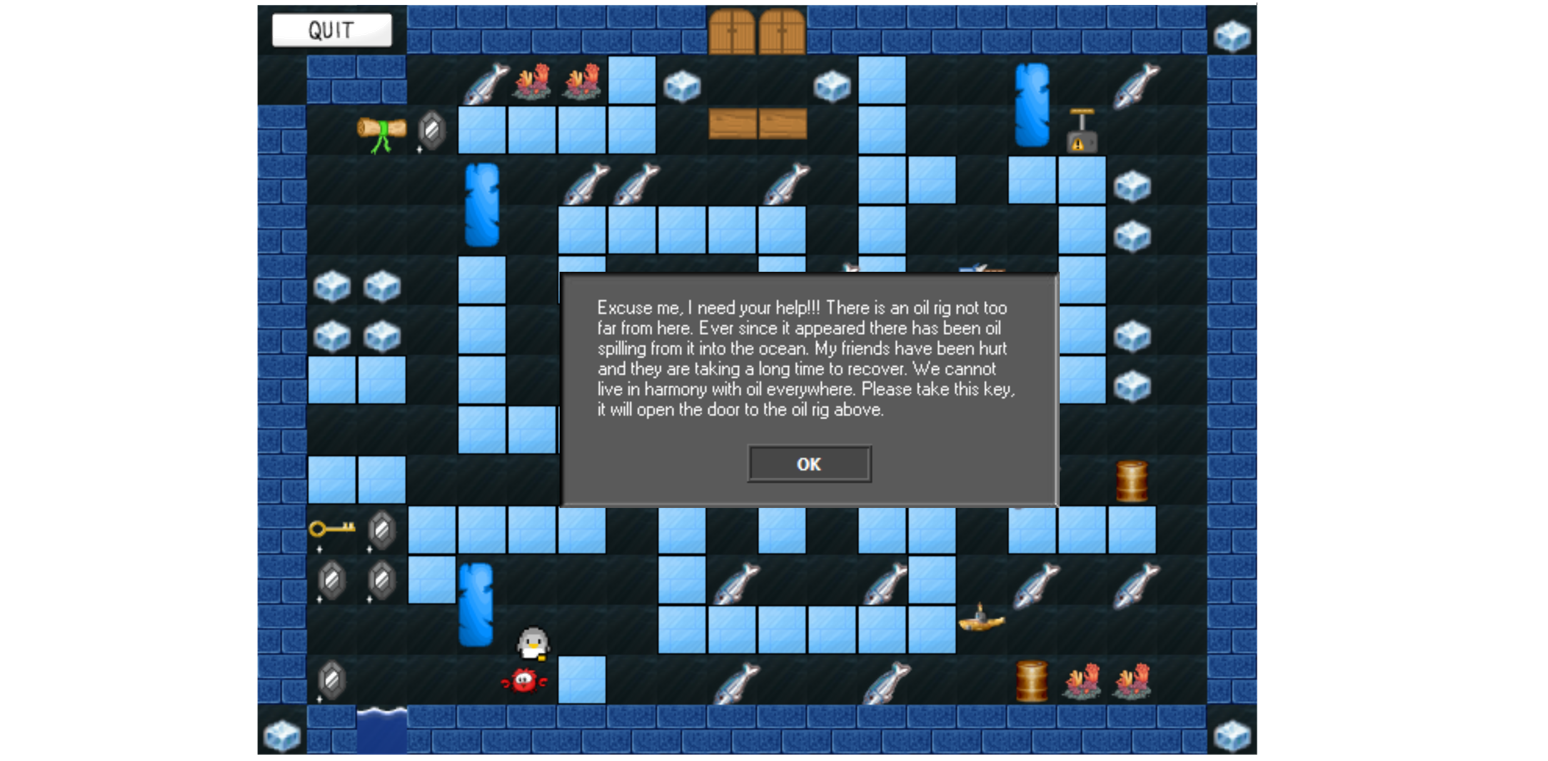 QUIT
Excuse me, I need your help!!! There is an oil rig not too
far from here. Ever since it appeared there has been oil
spilling from it into the ocean. My friends have been hurt
and they are taking a long time to recover. We cannot
live in harmony with oil everywhere. Please take this key,
it will open the door to the oil rig above.
OK